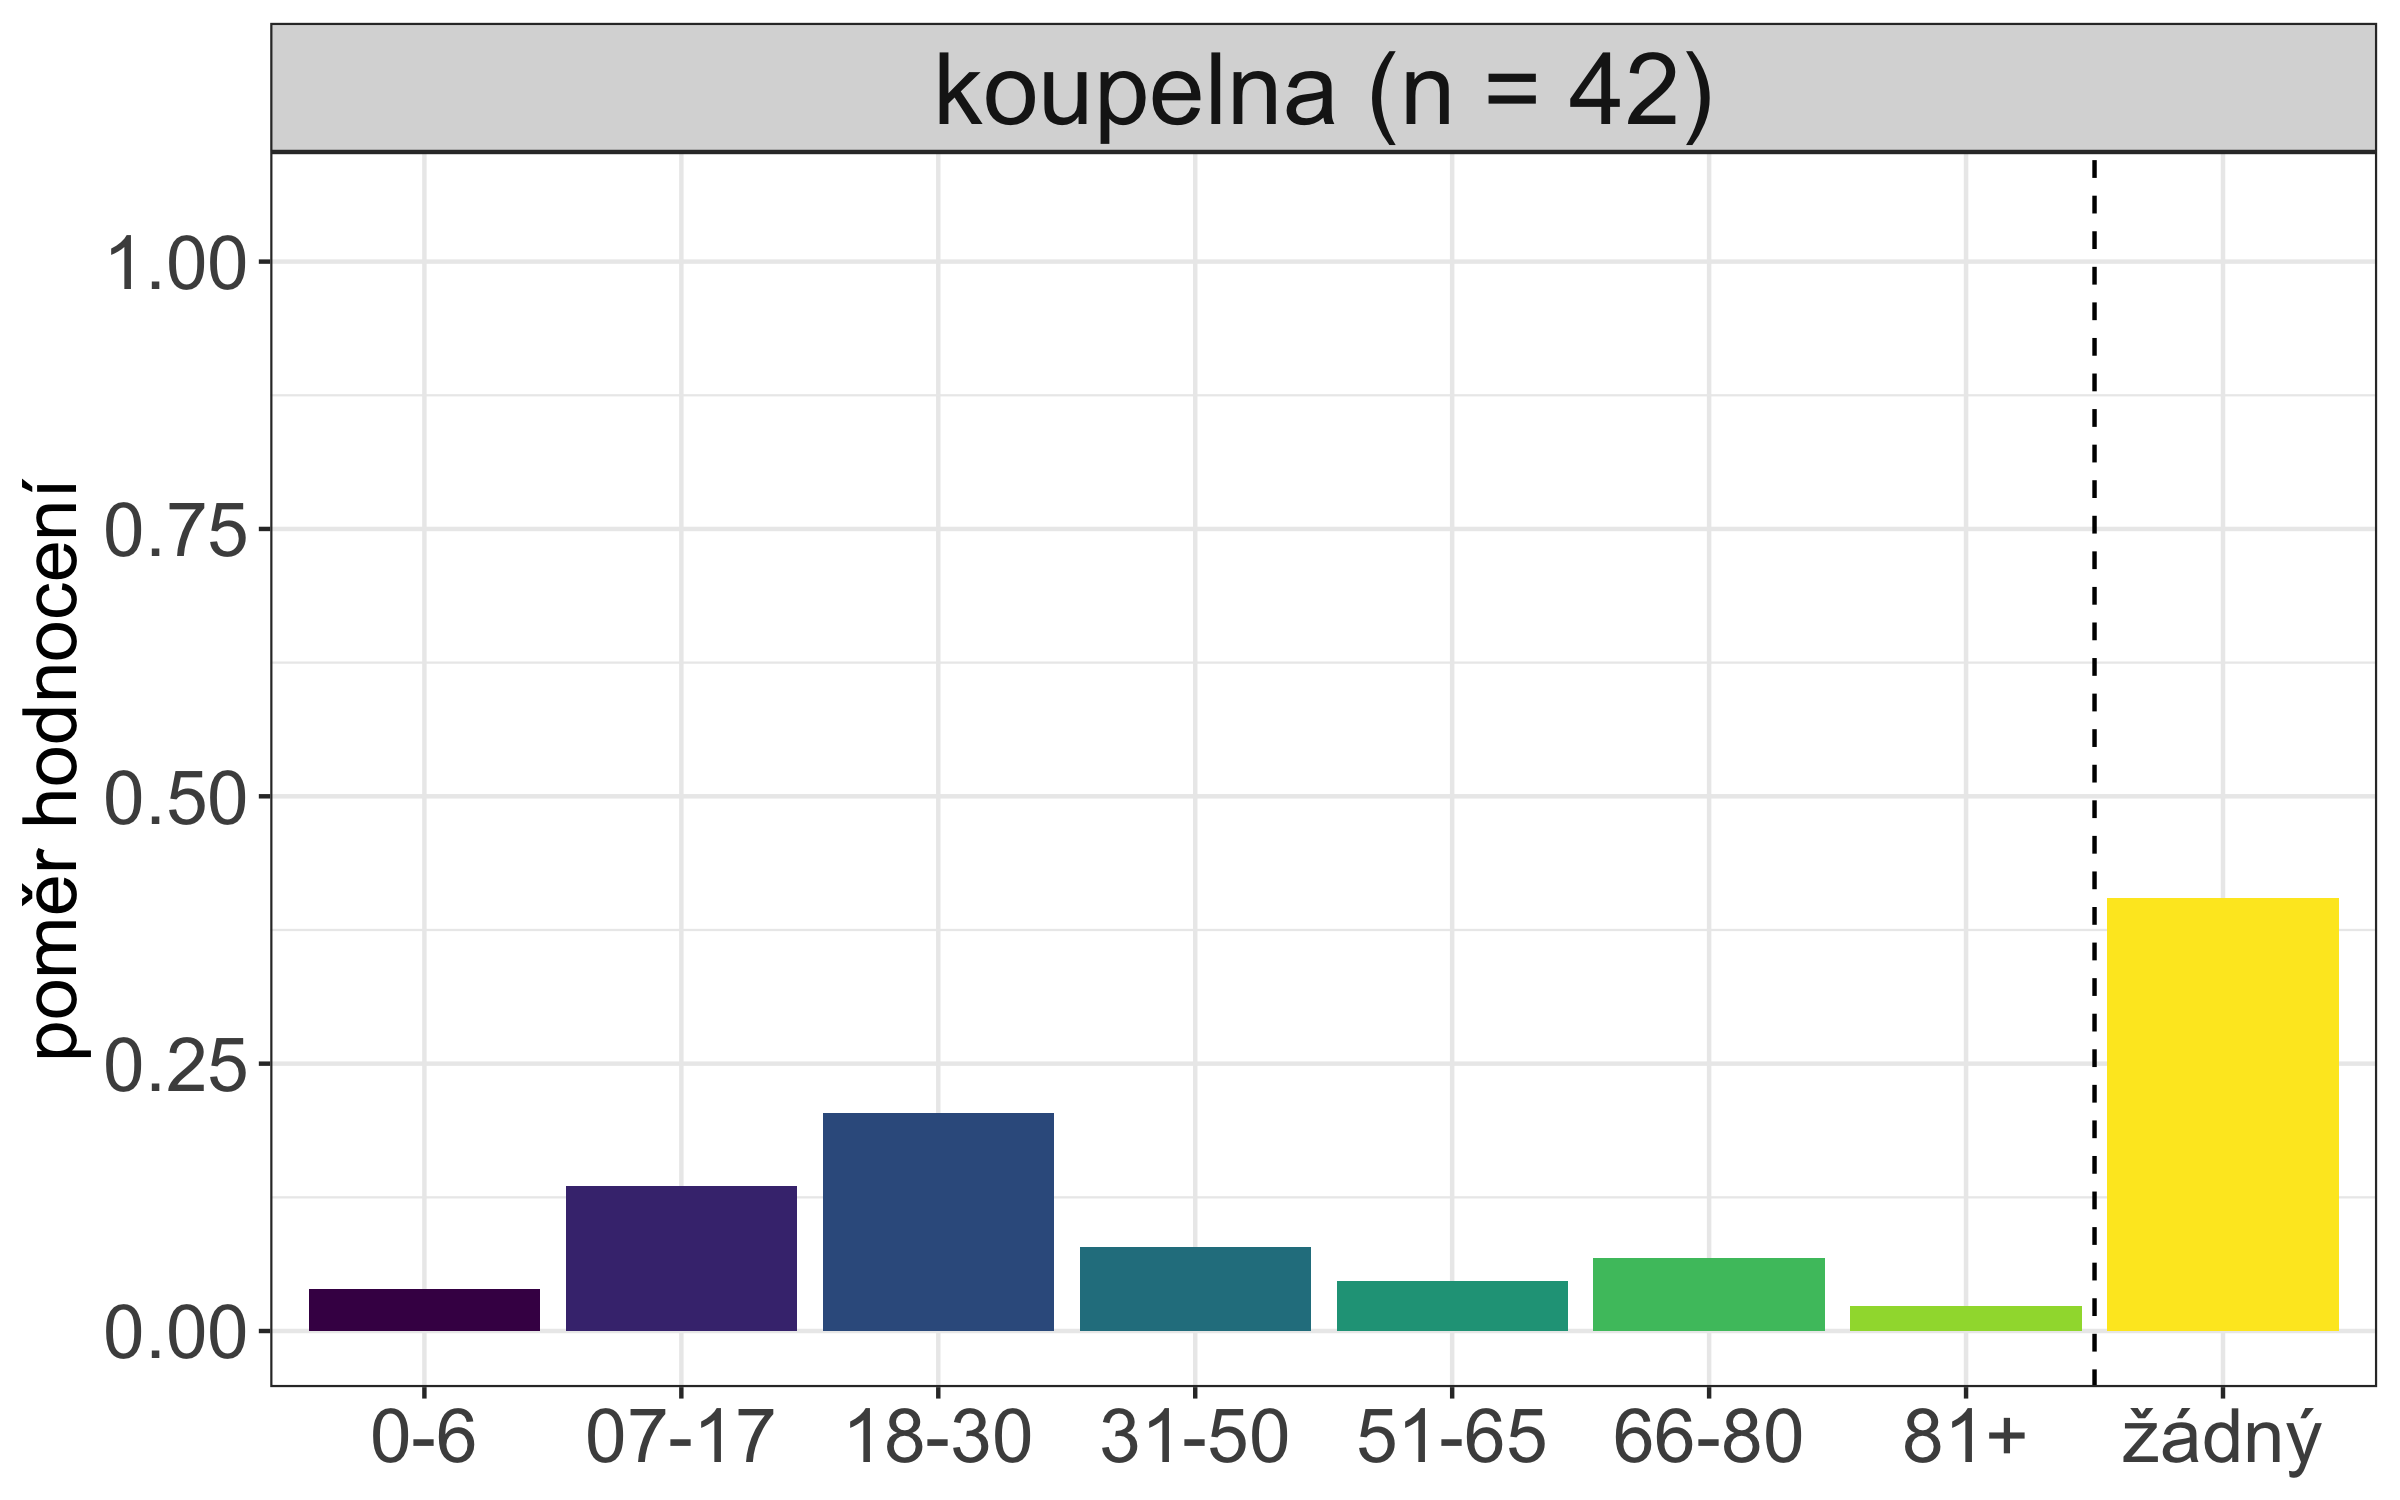 koupelna (n = 42)
poměr hodnocení
1.00
0.75
0.50
0.25
0.00
0-6 07-17 18-30 31-50 51-65 66-80 81+ žádný